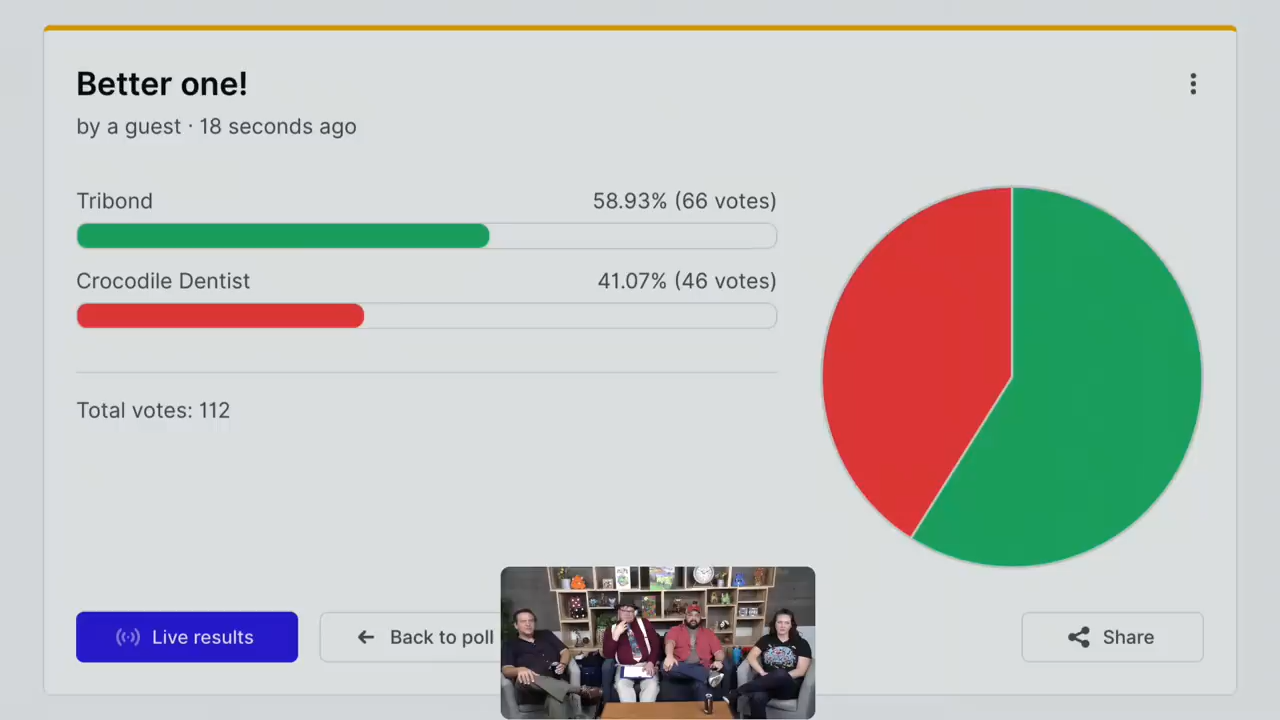 Better one!
by a guest · 18 seconds ago
Tribond
58.93% (66 votes)
Crocodile Dentist
41.07% (46 votes)
Total votes: 112
Live results
Back to poll
Share